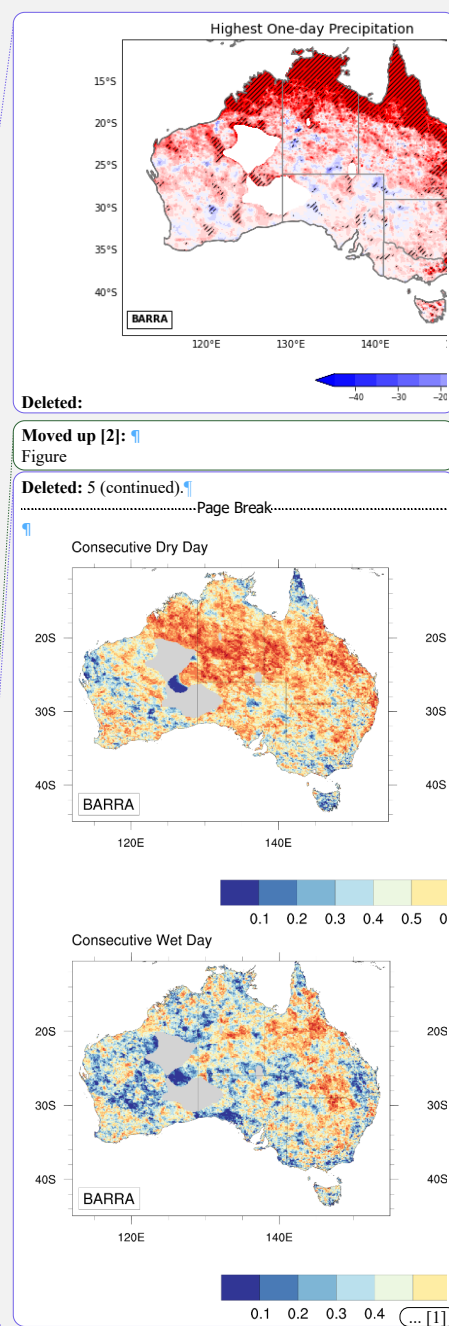 Highest One-day Precipitation
15°S
20°S
25°S
30°S
35°S
40°S
BARRA
120°E 130°E 140°E
−40 −30 −20
Deleted:
Moved up [2]: ¶
Figure
Deleted: 5 (continued).¶
Page Break
¶
Consecutive Dry Day
20S 20S
30S 30S
40S 40S
BARRA
120E 140E
0.1 0.2 0.3 0.4 0.5 0
Consecutive Wet Day
20S 20S
30S 30S
40S 40S
BARRA
120E 140E
0.1 0.2 0.3 0.4 ... [1]